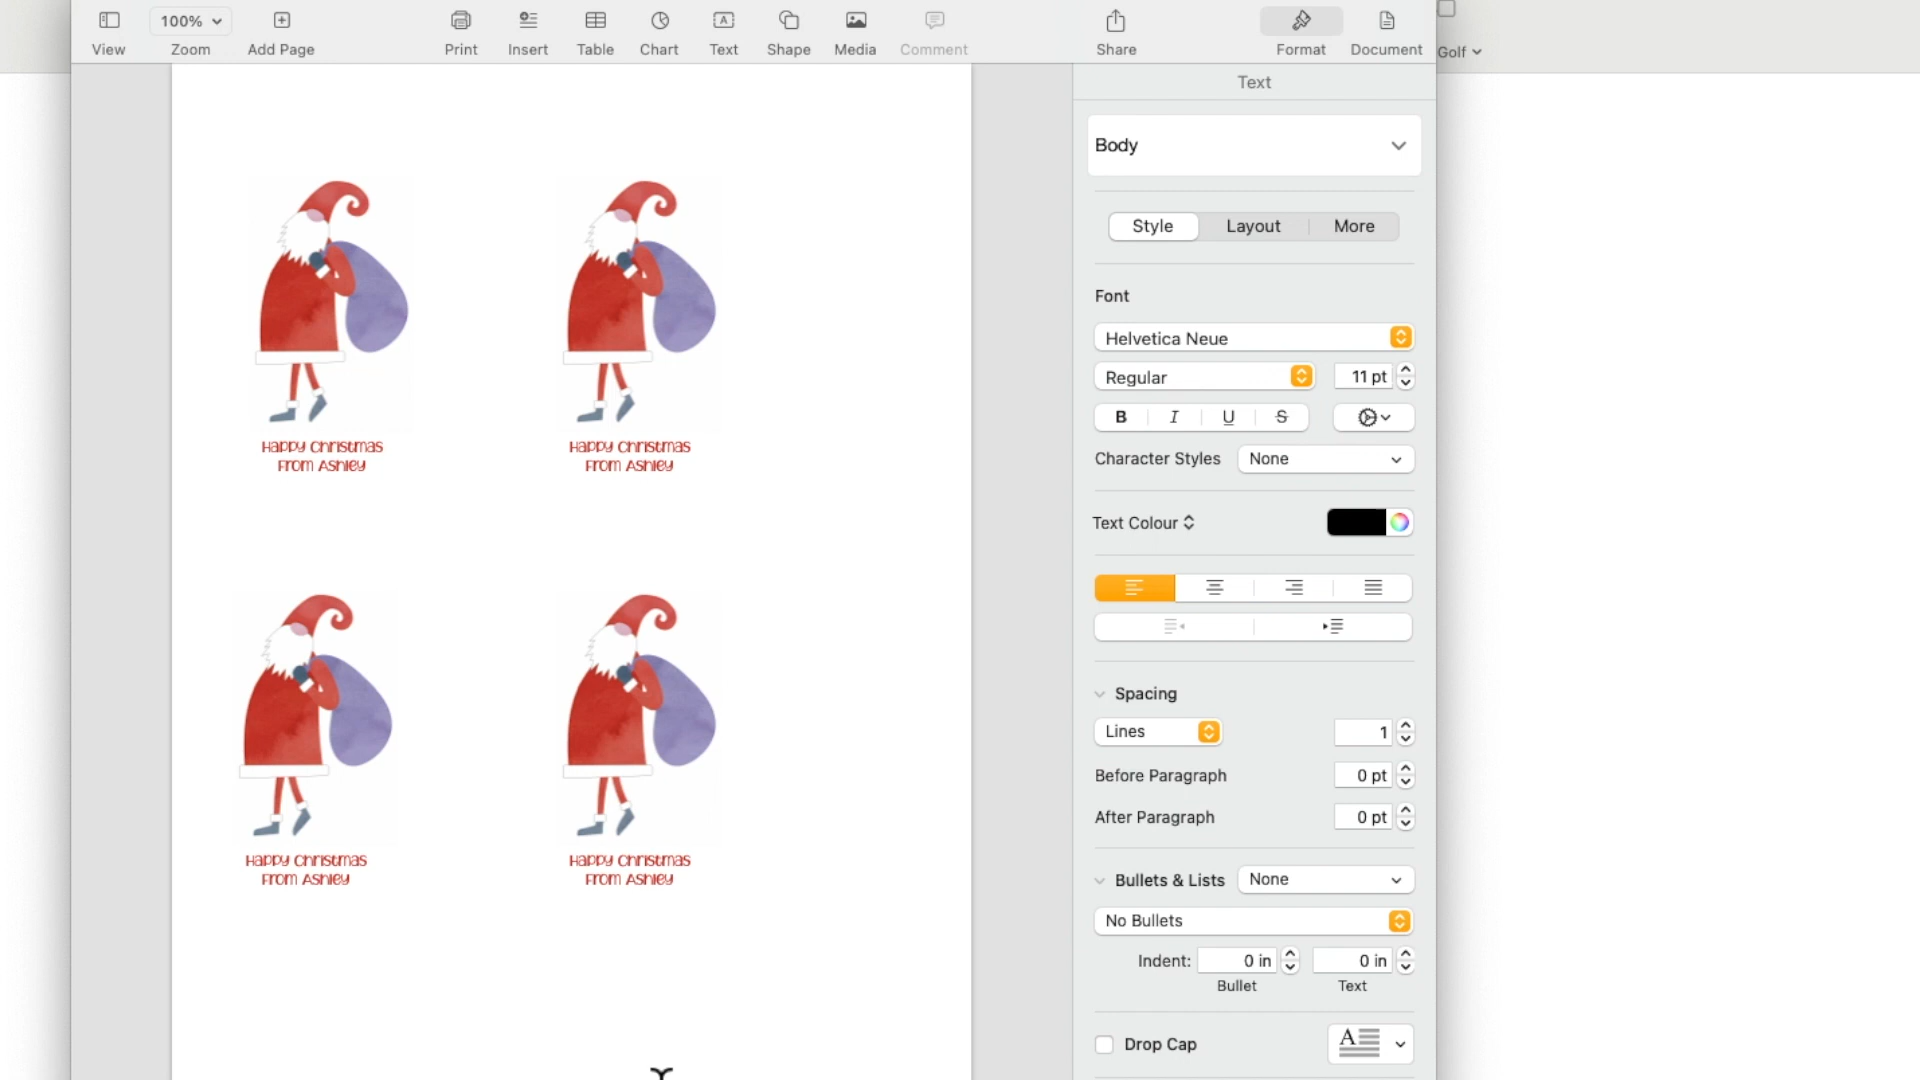 View
100%
Zoom
Add Page
Print
Insert
Table
Chart
Text
Shape
Media
Comment
Share
Format
Document
Golf
Text
Body
Style
Layout
More
Font
Helvetica Neue
Regular
11 pt
B I U S
Character Styles
None
Text Colour
Spacing
Lines
1
Before Paragraph
0 pt
After Paragraph
0 pt
Bullets & Lists
None
No Bullets
Indent:
0 in
0 in
Bullet
Text
Drop Cap
A
Happy Christmas
From Ashley
Happy Christmas
From Ashley
Happy Christmas
From Ashley
Happy Christmas
From Ashley